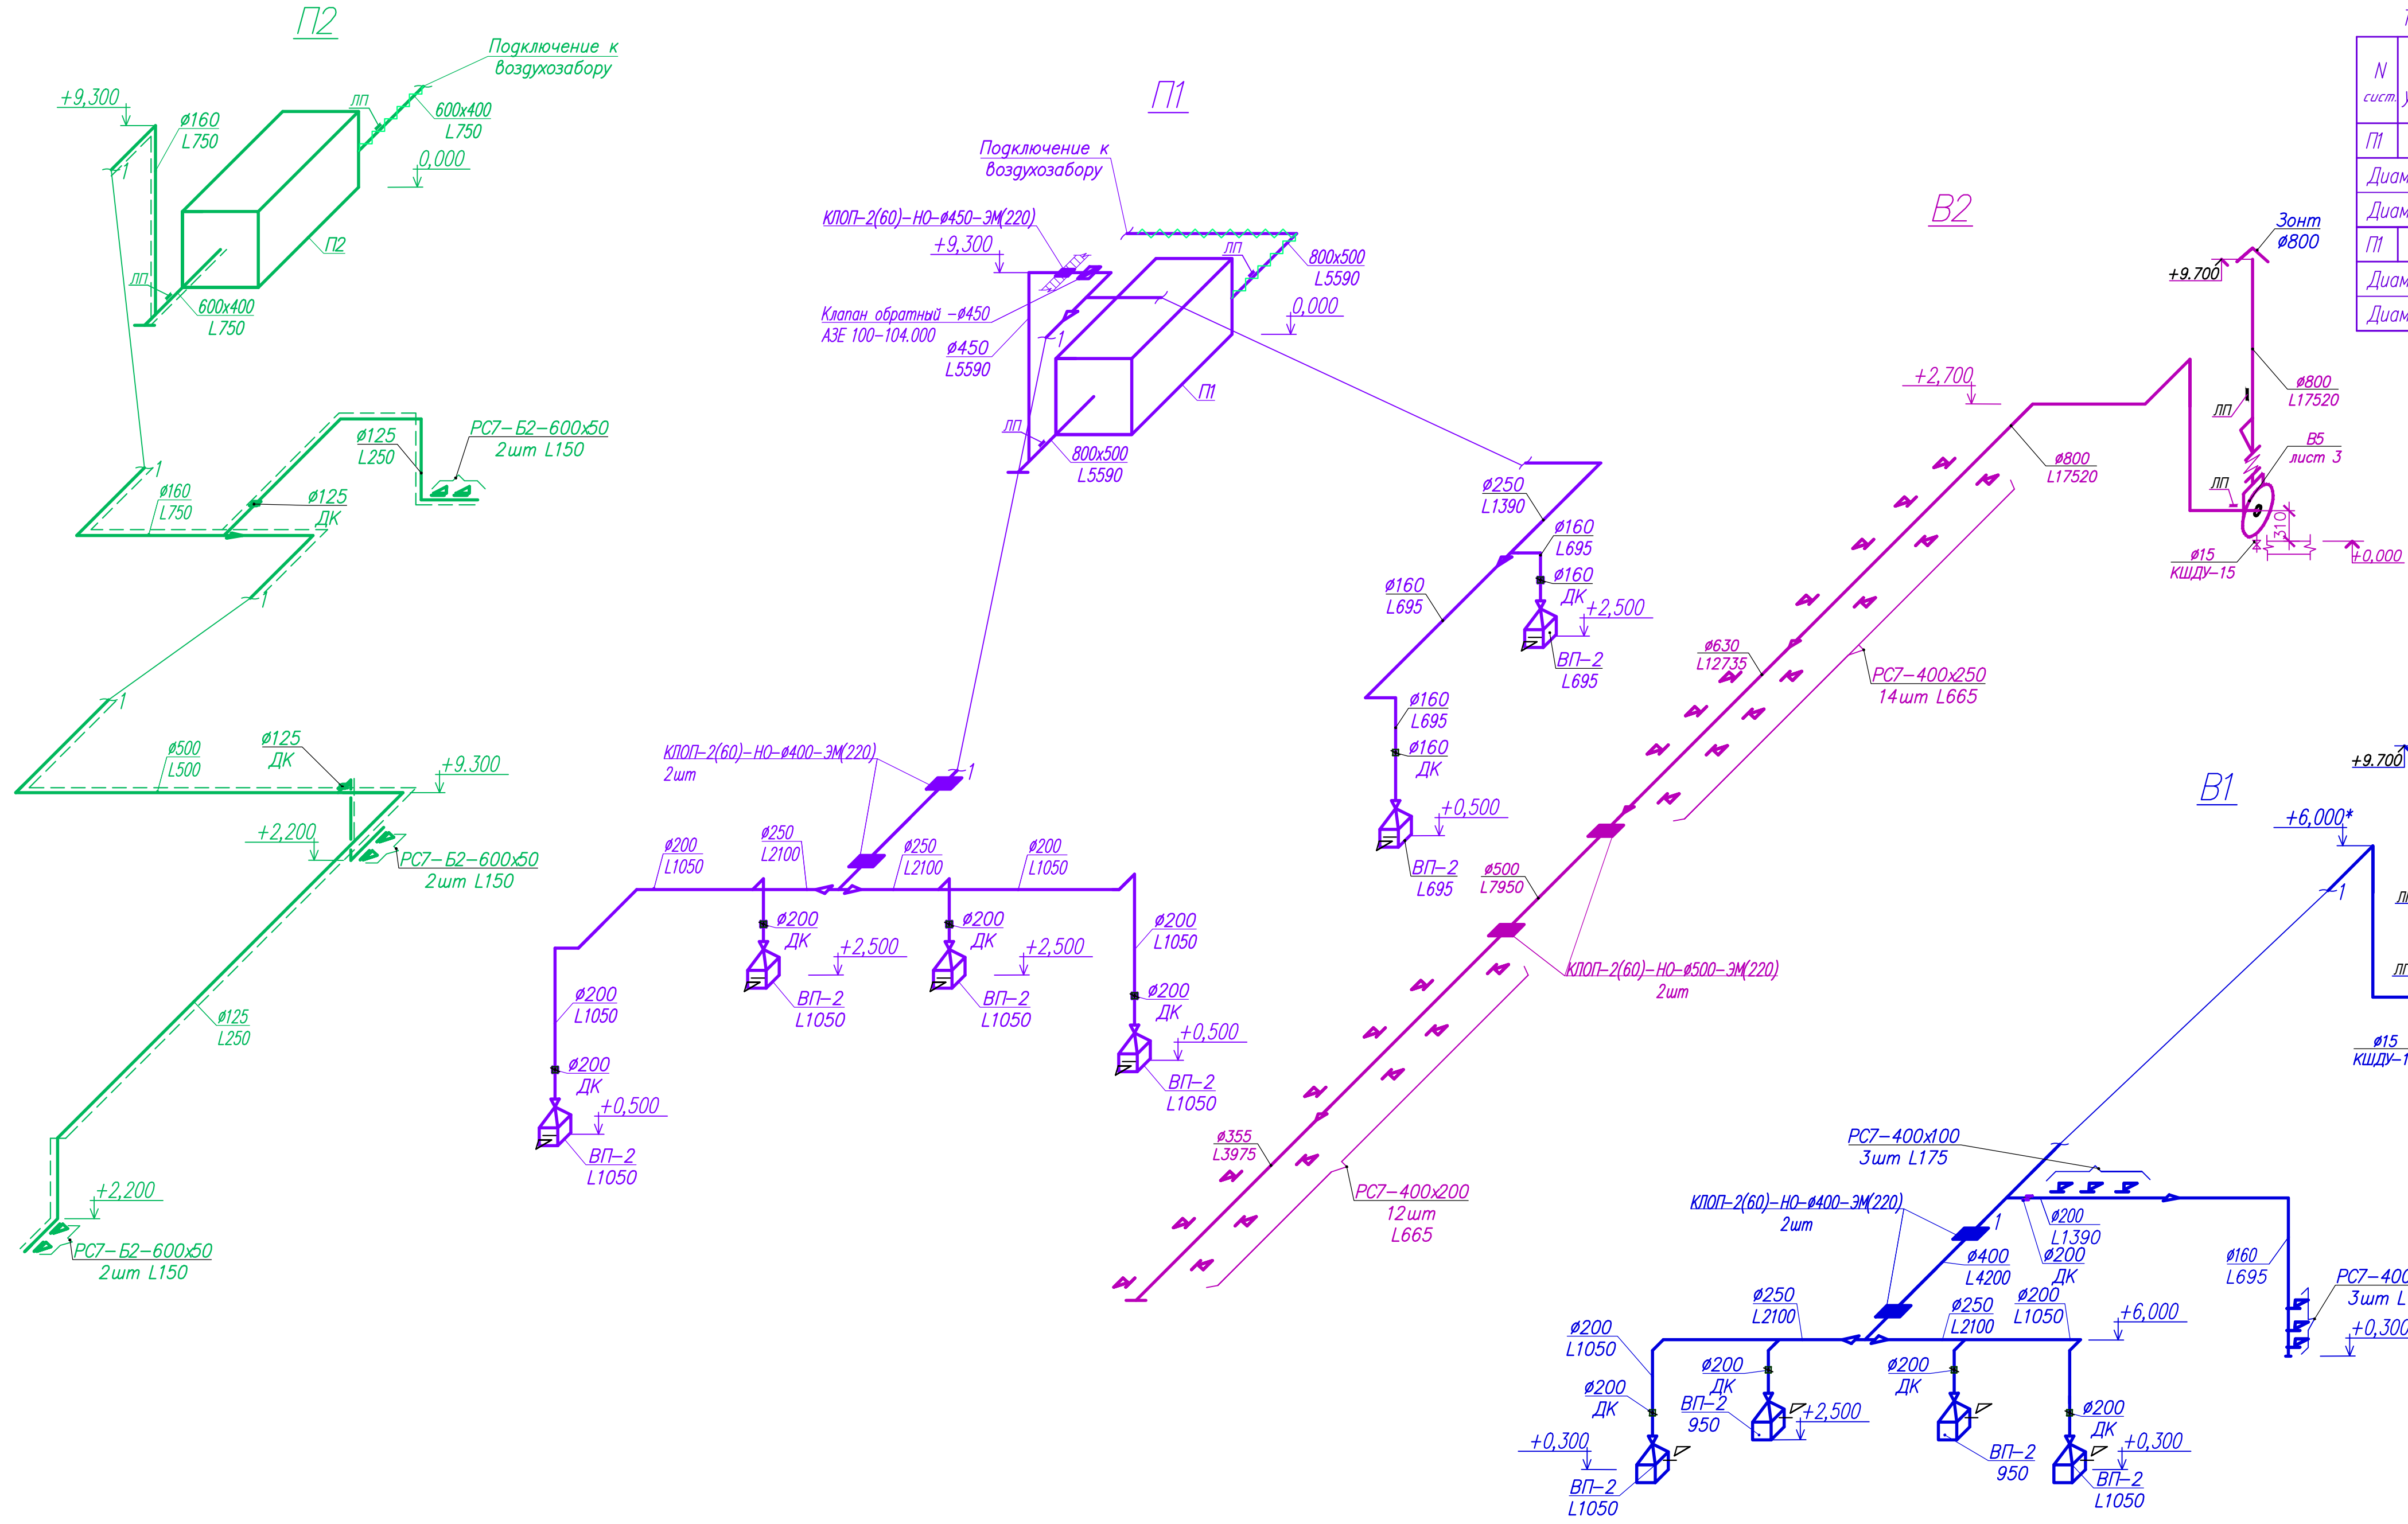 П2
Подключение к
воздухозабору
+9,300
ø160
L750
ЛП
600x400
L750
0,000
1
П2
ЛП
600x400
L750
ø125
L250
РС7-Б2-600x50
2шт L150
1
ø160
L750
ø125
ДК
1
1
ø500
L500
ø125
ДК
+9.300
+2,200
РС7-Б2-600x50
2шт L150
ø125
L250
+2,200
РС7-Б2-600x50
2шт L150
П1
Подключение к
воздухозабору
КЛОП-2(60)-НО-ø450-ЭМ(220)
+9,300
ЛП
800x500
L5590
0,000
Клапан обратный -ø450
АЗЕ 100-104.000
ø450
L5590
1
П1
ЛП
800x500
L5590
ø250
L1390
ø160
L695
ø160
ДК
+2,500
ВП-2
L695
ø160
L695
ø160
L695
ø160
ДК
+0,500
ВП-2
L695
КЛОП-2(60)-НО-ø400-ЭМ(220)
2шт
1
ø200
L1050
ø250
L2100
ø250
L2100
ø200
L1050
ø200
ДК
+2,500
ВП-2
L1050
ø200
ДК
+2,500
ВП-2
L1050
ø200
L1050
ø200
ДК
+0,500
ВП-2
L1050
ø200
L1050
ø200
ДК
+0,500
ВП-2
L1050
В2
Зонт
ø800
+9.700
+2,700
ø800
L17520
ЛП
В5
лист 3
ø800
L17520
ЛП
310
ø15
КШДУ-15
+0,000
ø630
L12735
РС7-400x250
14шт L665
ø500
L7950
КЛОП-2(60)-НО-ø500-ЭМ(220)
2шт
ø355
L3975
РС7-400x200
12шт
L665
N
сист.
П1
Диам
Диам
П1
Диам
Диам
+9.700
В1
+6,000*
1
ø15
КШДУ-1
РС7-400x100
3шт L175
КЛОП-2(60)-НО-ø400-ЭМ(220)
2шт
1
ø200
L1390
ø200
ДК
ø400
L4200
ø160
L695
РС7-400
3шт L
+0,300
ø250
L2100
ø250
L2100
ø200
L1050
+6,000
ø200
L1050
ø200
ДК
ø200
ДК
ø200
ДК
ВП-2
950
+2,500
ø200
ДК
+0,300
ВП-2
950
+0,300
ВП-2
L1050
ВП-2
L1050